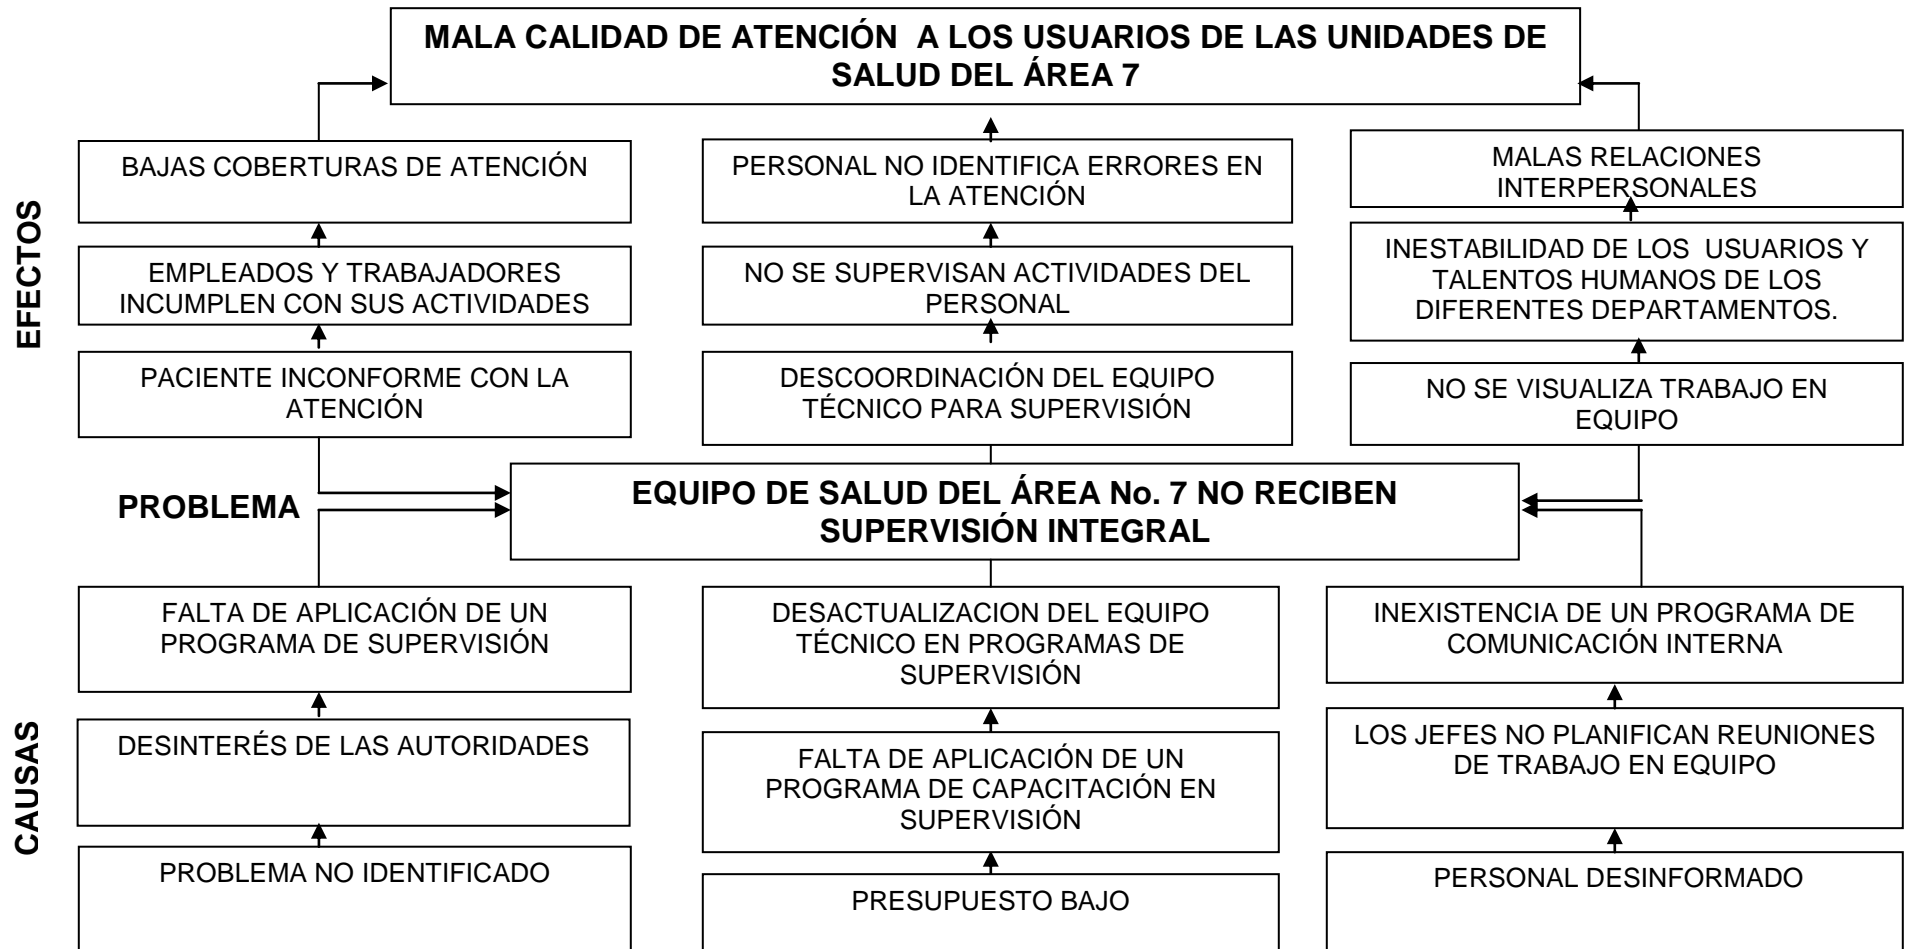 MALA CALIDAD DE ATENCIÓN A LOS USUARIOS DE LAS UNIDADES DE
SALUD DEL ÁREA 7
EFECTOS
BAJAS COBERTURAS DE ATENCIÓN
PERSONAL NO IDENTIFICA ERRORES EN
LA ATENCIÓN
MALAS RELACIONES
INTERPERSONALES
EMPLEADOS Y TRABAJADORES
INCUMPLEN CON SUS ACTIVIDADES
NO SE SUPERVISAN ACTIVIDADES DEL
PERSONAL
INESTABILIDAD DE LOS USUARIOS Y
TALENTOS HUMANOS DE LOS
DIFERENTES DEPARTAMENTOS.
PACIENTE INCONFORME CON LA
ATENCIÓN
DESCOORDINACIÓN DEL EQUIPO
TÉCNICO PARA SUPERVISIÓN
NO SE VISUALIZA TRABAJO EN
EQUIPO
PROBLEMA
EQUIPO DE SALUD DEL ÁREA No. 7 NO RECIBEN
SUPERVISIÓN INTEGRAL
CAUSAS
FALTA DE APLICACIÓN DE UN
PROGRAMA DE SUPERVISIÓN
DESACTUALIZACION DEL EQUIPO
TÉCNICO EN PROGRAMAS DE
SUPERVISIÓN
INEXISTENCIA DE UN PROGRAMA DE
COMUNICACIÓN INTERNA
DESINTERÉS DE LAS AUTORIDADES
FALTA DE APLICACIÓN DE UN
PROGRAMA DE CAPACITACIÓN EN
SUPERVISIÓN
LOS JEFES NO PLANIFICAN REUNIONES
DE TRABAJO EN EQUIPO
PROBLEMA NO IDENTIFICADO
PRESUPUESTO BAJO
PERSONAL DESINFORMADO